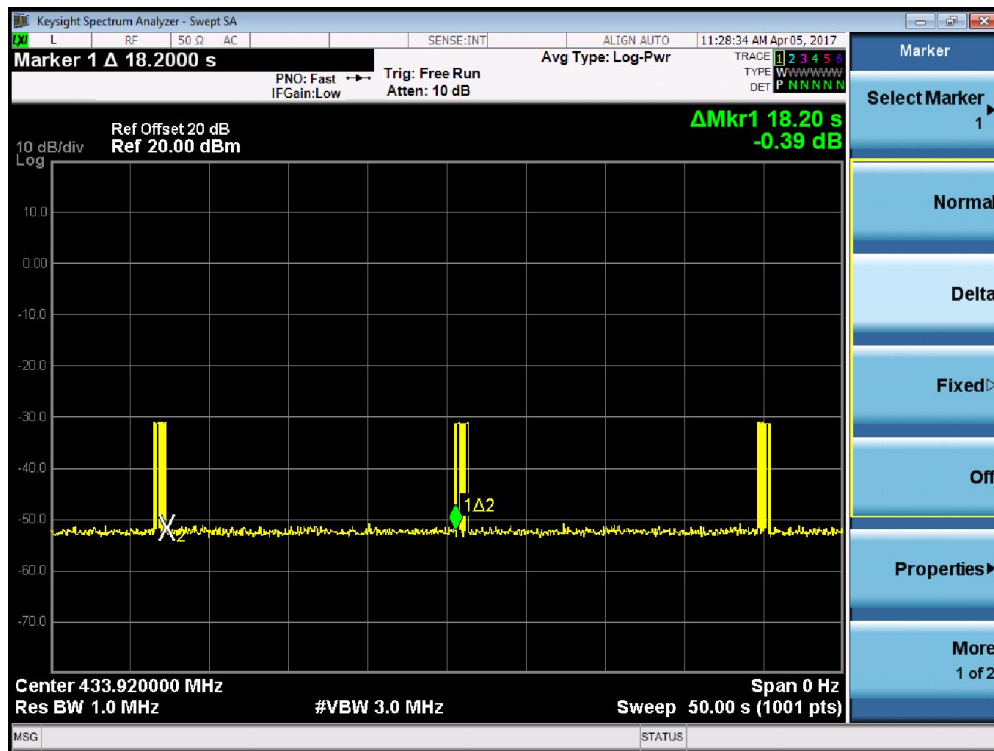 Keysight Spectrum Analyzer - Swept SA
LXI L RF 50 Ω AC SENSE:INT ALIGN AUTO 11:28:34 AM Apr 05, 2017
Marker 1 Δ 18.2000 s
PNO: Fast
IFGain:Low
Trig: Free Run
Atten: 10 dB
Avg Type: Log-Pwr
TRACE 1 2 3 4 5 6
TYPE W W W W W W
DET P N N N N N
ΔMkr1 18.20 s
-0.39 dB
Ref Offset 20 dB
Ref 20.00 dBm
10 dB/div
Log
10.0
0.00
-10.0
-20.0
-30.0
-40.0
-50.0
-60.0
-70.0
1Δ2
2
Center 433.920000 MHz
Span 0 Hz
Res BW 1.0 MHz
#VBW 3.0 MHz
Sweep 50.00 s (1001 pts)
MSG
STATUS
Marker
Select Marker
1
Normal
Delta
Fixed
Off
Properties
More
1 of 2